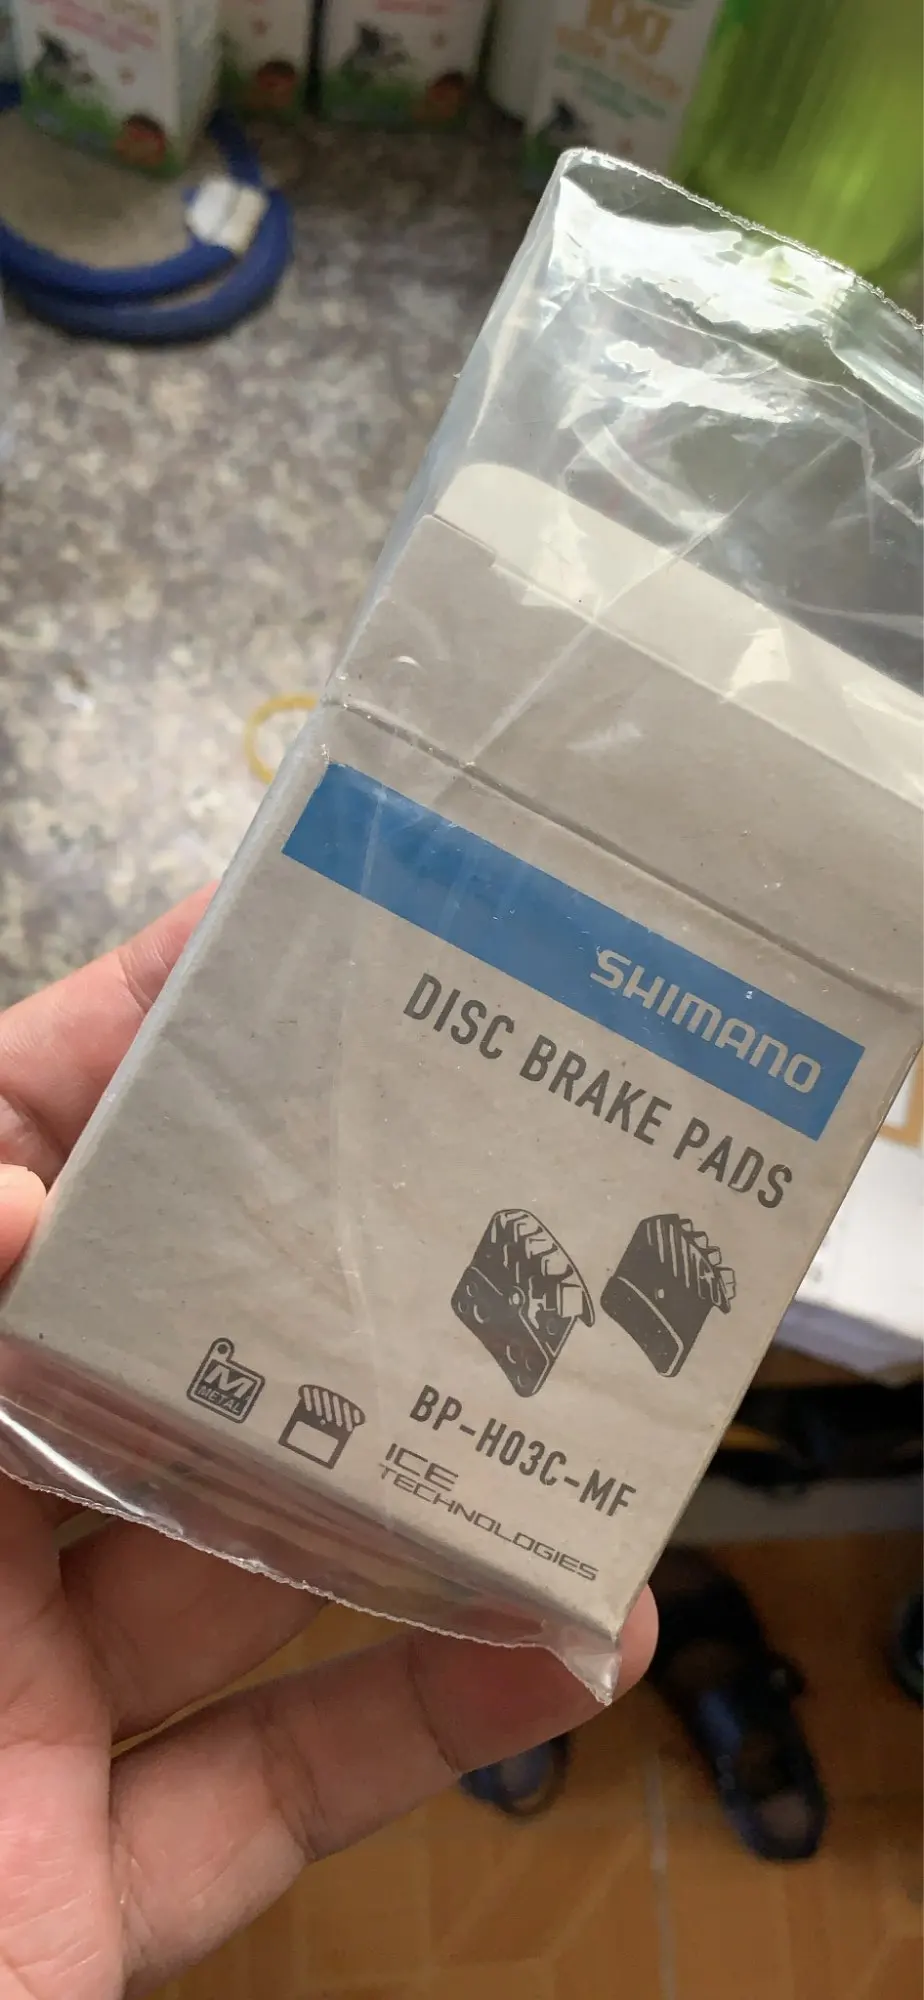 SHIMANO
DISC BRAKE PADS
BP-H03C-MF
M
METAL
ICE
TECHNOLOGIES